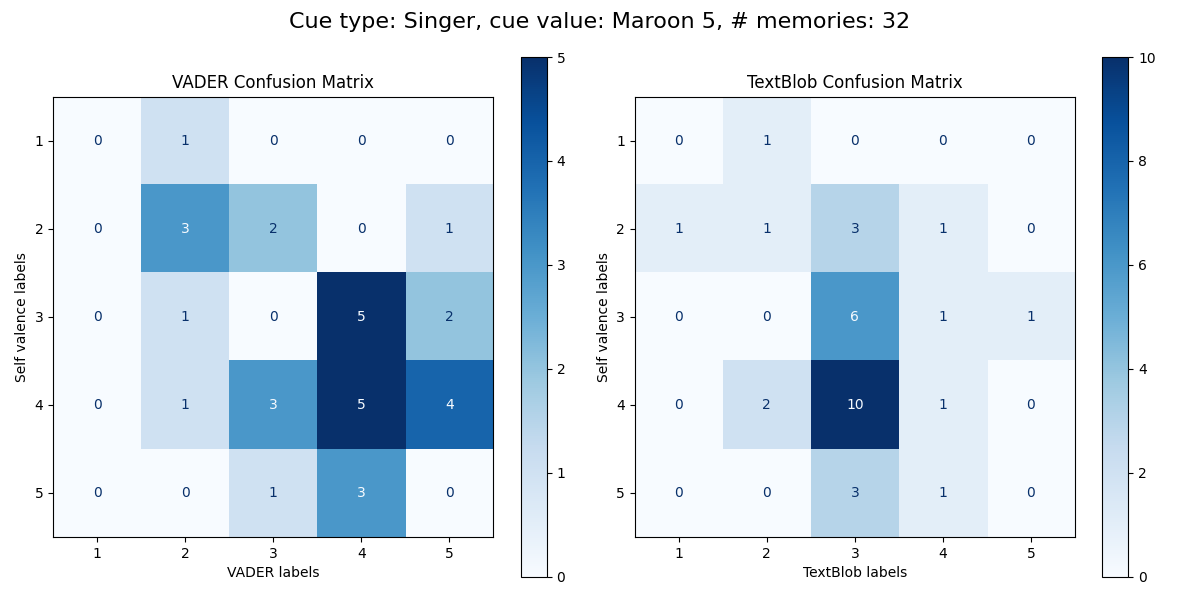 Cue type: Singer, cue value: Maroon 5, # memories: 32
VADER Confusion Matrix
Self valence labels
1 0 1 0 0 0
2 0 3 2 0 1
3 0 1 0 5 2
4 0 1 3 5 4
5 0 0 1 3 0
1 2 3 4 5
VADER labels
5
4
3
2
1
0
TextBlob Confusion Matrix
Self valence labels
1 0 1 0 0 0
2 1 1 3 1 0
3 0 0 6 1 1
4 0 2 10 1 0
5 0 0 3 1 0
1 2 3 4 5
TextBlob labels
10
8
6
4
2
0